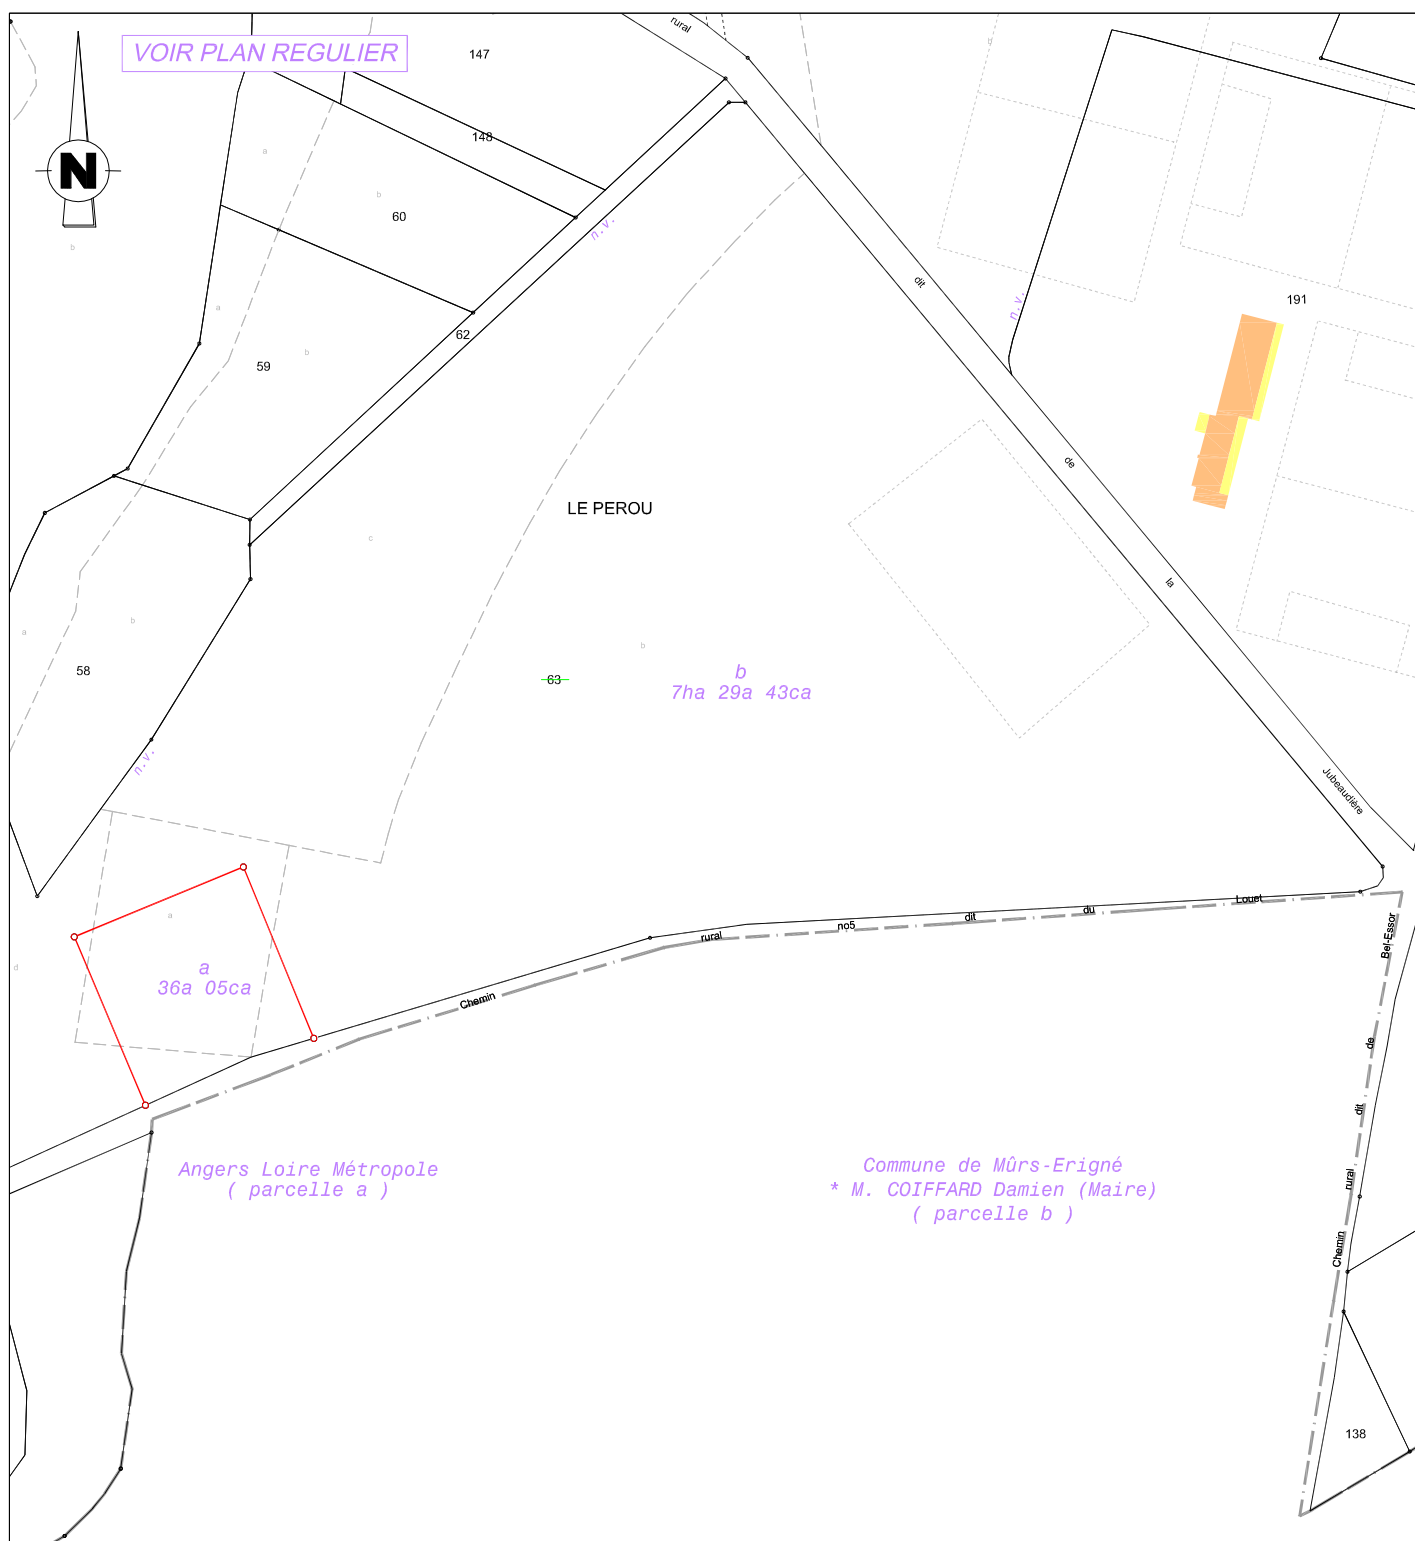 rural
VOIR PLAN REGULIER
147
b
148
N
a
b
60
n.v.
b
dit
n.v.
191
a
62
b
59
de
LE PEROU
c
la
a
b
b
58
63
b
7ha 29a 43ca
n.v.
Jubeaudière
Louet
du
a
dit
no5
rural
Bel-Essor
d
a
36a 05ca
Chemin
de
dit
Angers Loire Métropole
( parcelle a )
Commune de Mûrs-Erigné
* M. COIFFARD Damien (Maire)
( parcelle b )
rural
Chemin
138